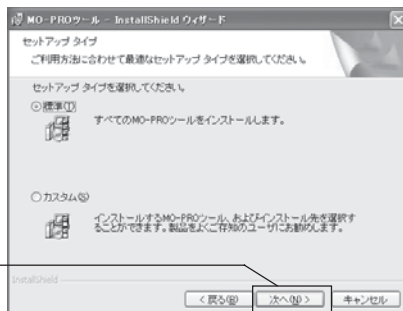 MO-PROツール - InstallShield ウィザード
セットアップ タイプ
ご利用方法に合わせて最適なセットアップ タイプを選択してください。
セットアップ タイプを選択してください。
標準(T)
すべてのMO-PROツールをインストールします。
カスタム(S)
インストールするMO-PROツール、およびインストール先を選択す
ることができます。製品をよくご存知のユーザにお勧めします。
InstallShield
< 戻る(B)
次へ(N) >
キャンセル